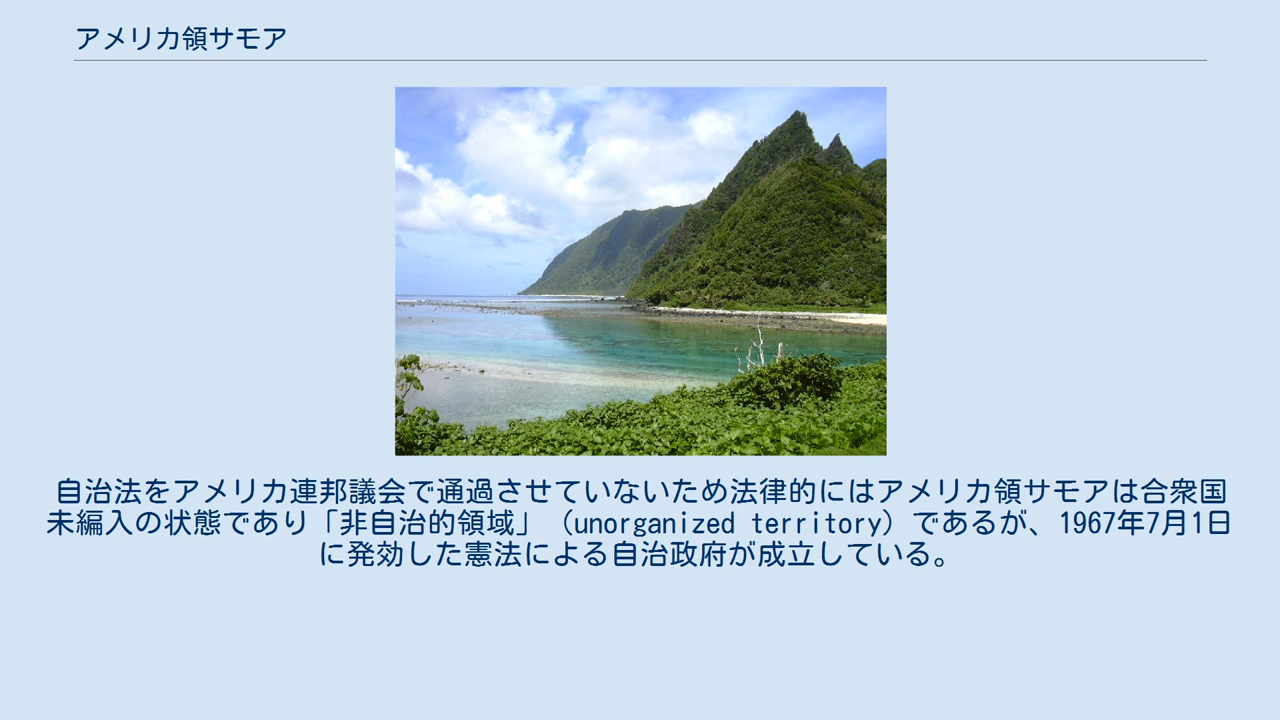 アメリカ領サモア
自治法をアメリカ連邦議会で通過させていないため法律的にはアメリカ領サモアは合衆国
未編入の状態であり「非自治的領域」（unorganized territory）であるが、1967年7月1日
に発効した憲法による自治政府が成立している。